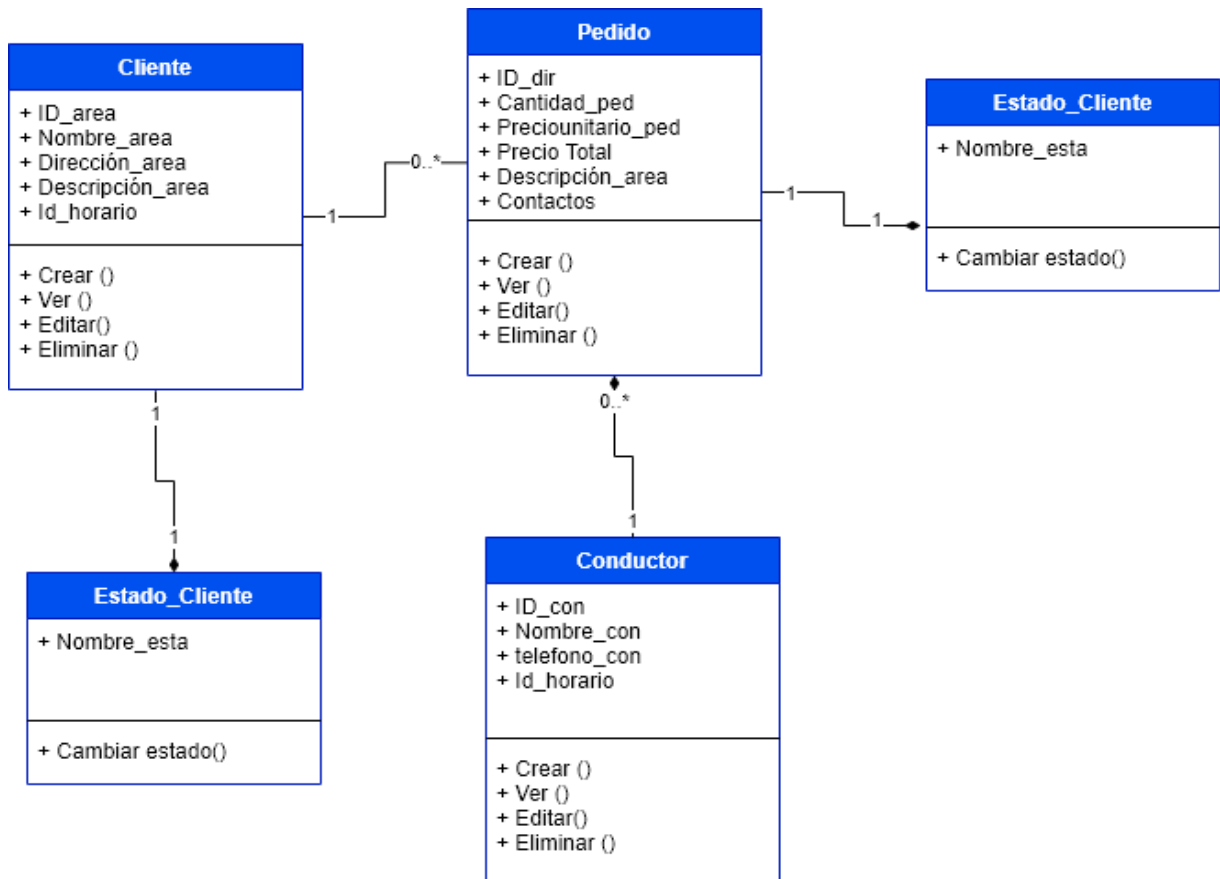 Cliente
+ ID_area
+ Nombre_area
+ Dirección_area
+ Descripción_area
+ Id_horario
+ Crear ()
+ Ver ()
+ Editar()
+ Eliminar ()
1
0..*
Pedido
+ ID_dir
+ Cantidad_ped
+ Preciounitario_ped
+ Precio Total
+ Descripción_area
+ Contactos
+ Crear ()
+ Ver ()
+ Editar()
+ Eliminar ()
1
1
Estado_Cliente
+ Nombre_esta
+ Cambiar estado()
1
1
Estado_Cliente
+ Nombre_esta
+ Cambiar estado()
0..*
1
Conductor
+ ID_con
+ Nombre_con
+ telefono_con
+ Id_horario
+ Crear ()
+ Ver ()
+ Editar()
+ Eliminar ()